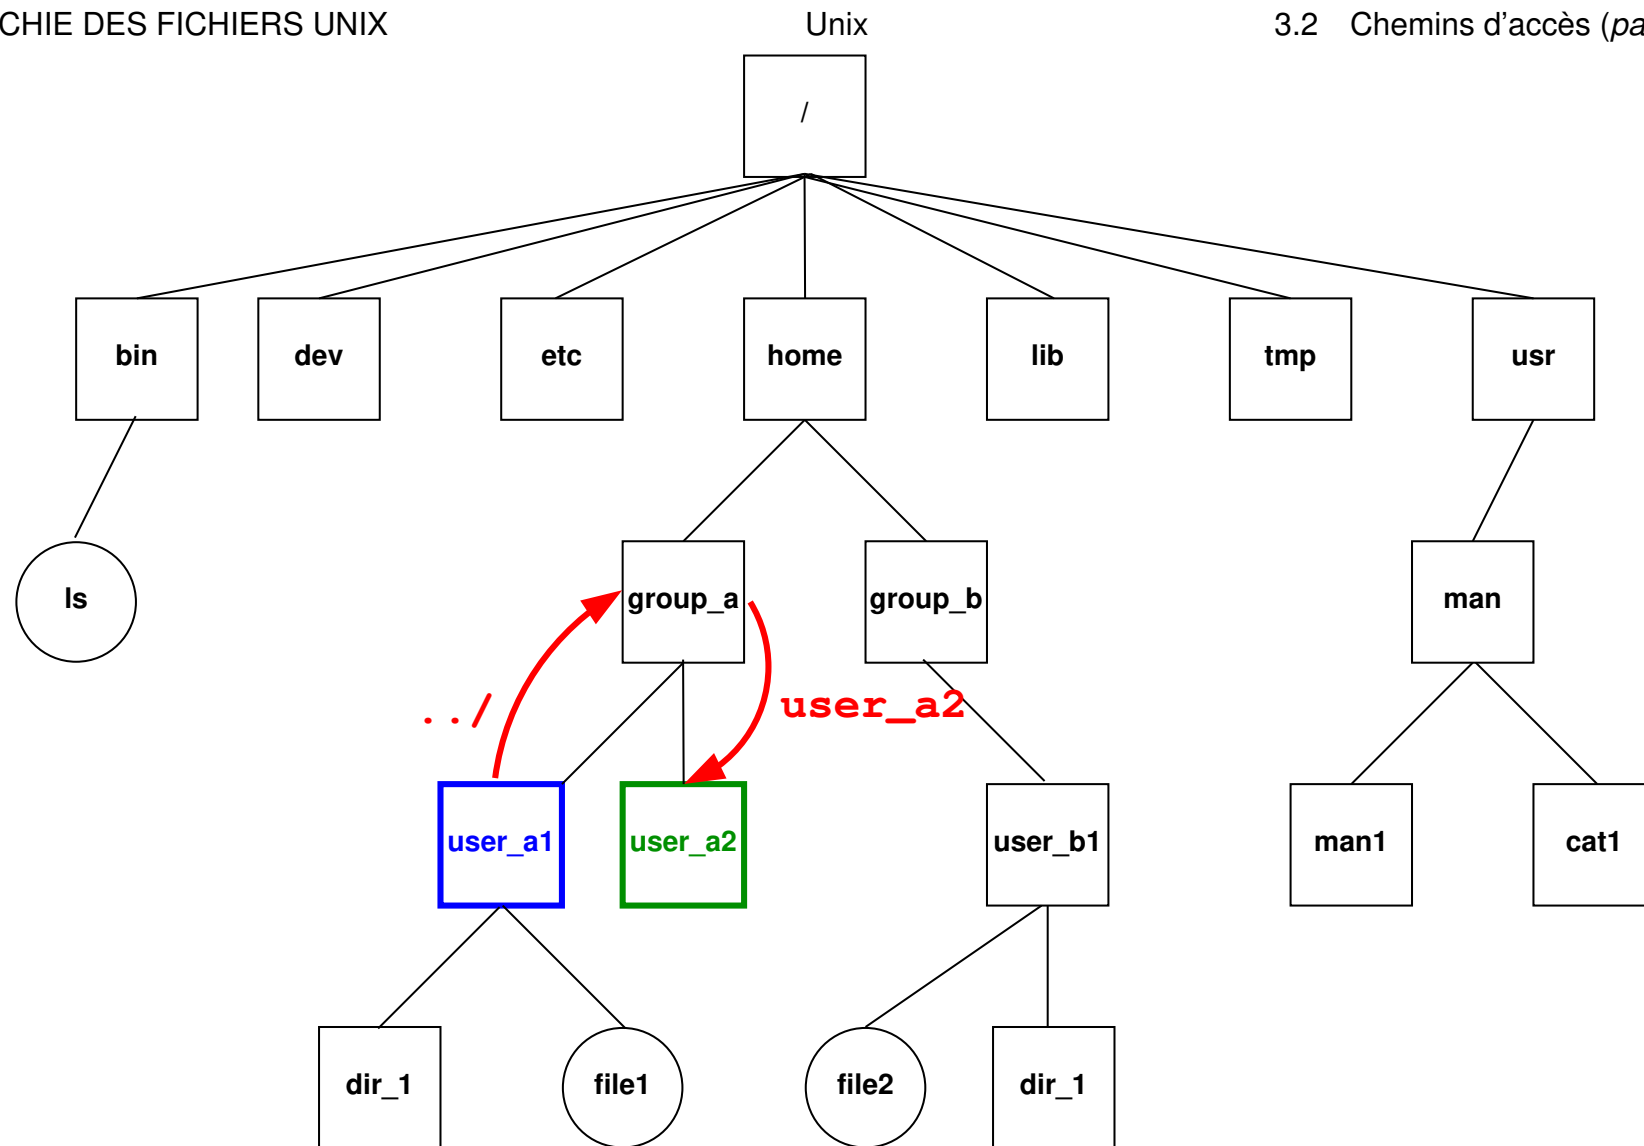 CHIE DES FICHIERS UNIX Unix 3.2 Chemins d'accès (pa
/
bin dev etc home lib tmp usr
ls group_a group_b man
../ user_a2
user_a1 user_a2 user_b1 man1 cat1
dir_1 file1 file2 dir_1